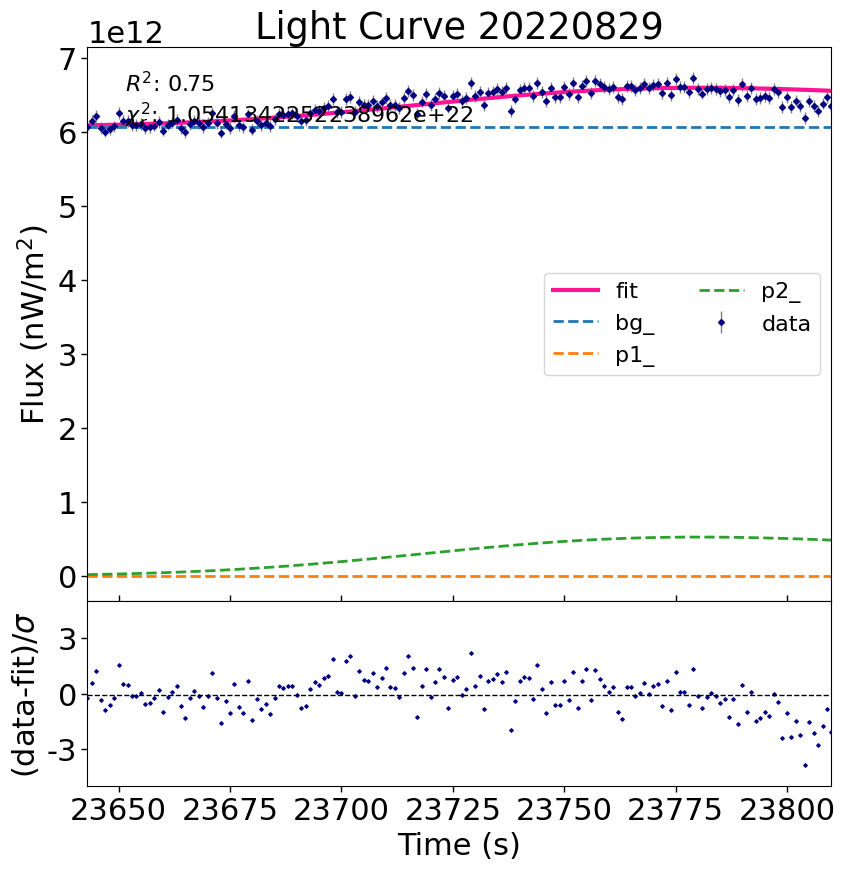 Light Curve 20220829
1e12
R²: 0.75
χ²ᵣ: 1.0541342252238962e+22
7
6
5
4
3
2
1
0
Flux (nW/m²)
fit
bg_
p1_
p2_
data
3
0
-3
(data-fit)/σ
23650 23675 23700 23725 23750 23775 23800
Time (s)